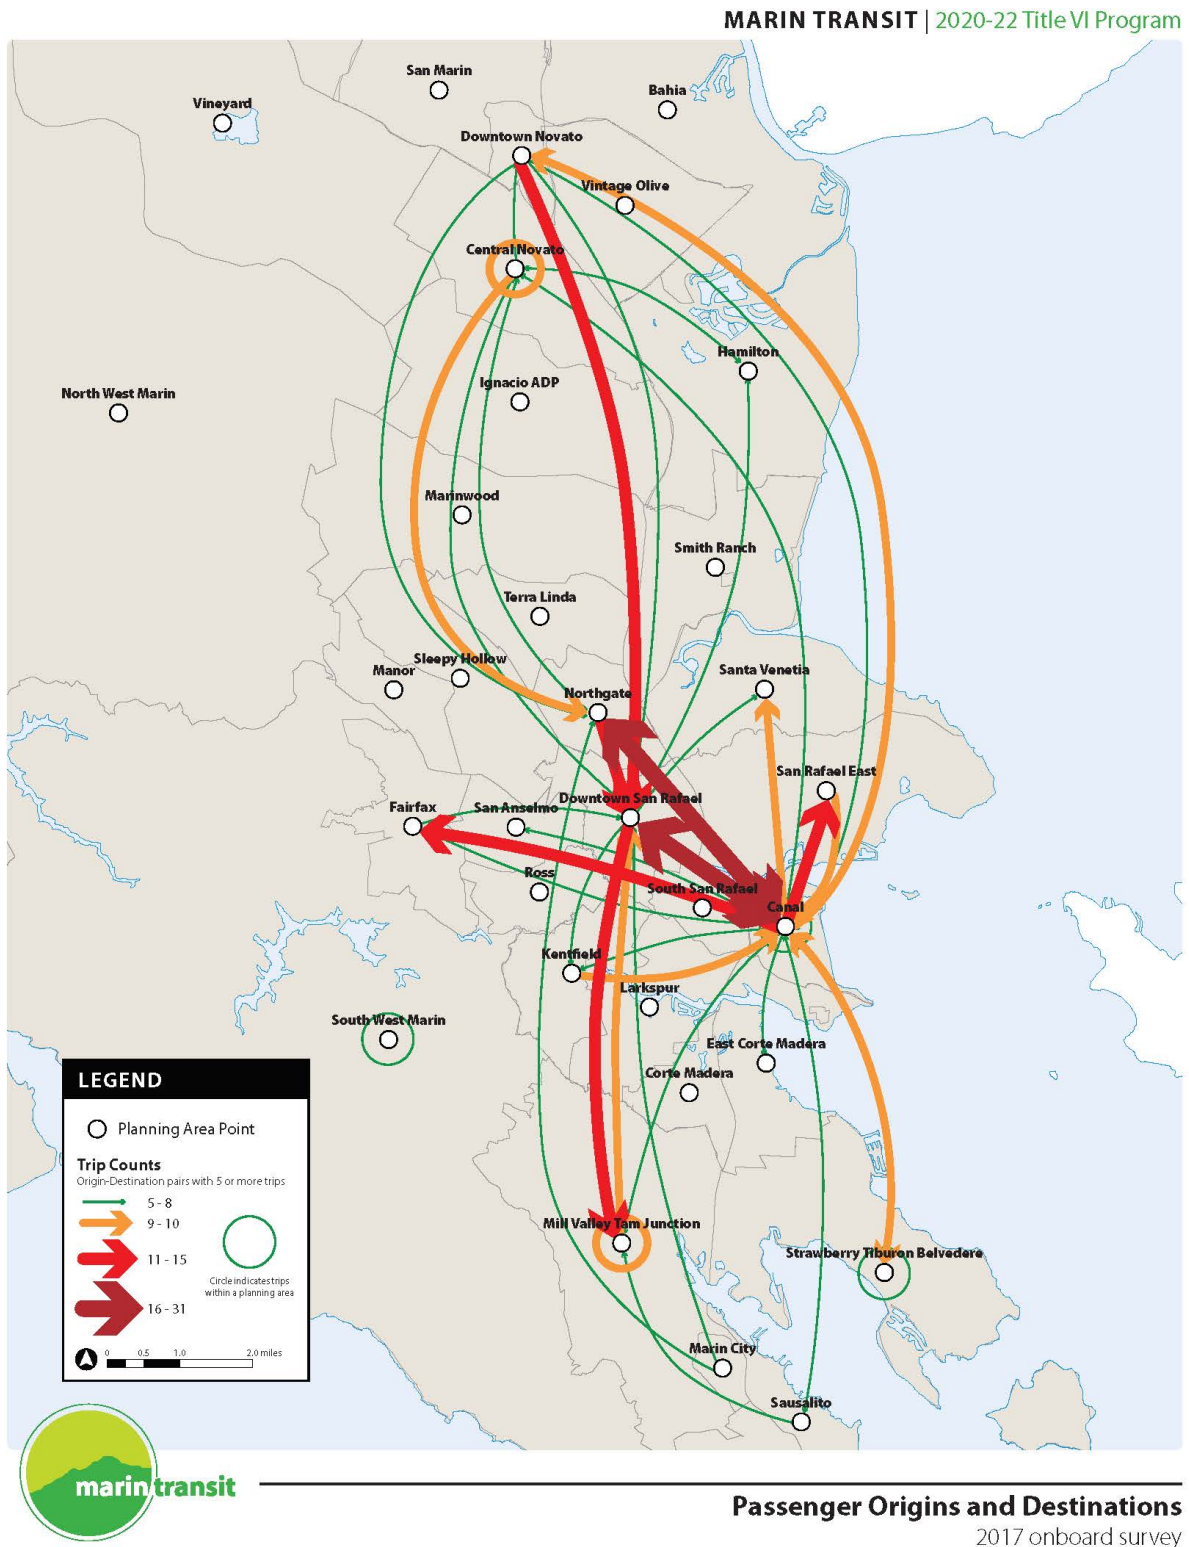 MARIN TRANSIT | 2020-22 Title VI Program
San Marin
Bahia
Vineyard
Downtown Novato
Vintage Olive
Central Novato
Hamilton
Ignacio ADP
North West Marin
Marinwood
Smith Ranch
Terra Linda
Sleepy Hollow
Manor
Santa Venetia
Northgate
San Rafael East
Downtown San Rafael
Fairfax
San Anselmo
Ross
South San Rafael
Canal
Kentfield
Larkspur
South West Marin
East Corte Madera
Corte Madera
Mill Valley Tam Junction
Strawberry Tiburon Belvedere
Marin City
Sausalito
LEGEND
Planning Area Point
Trip Counts
Origin-Destination pairs with 5 or more trips
5 - 8
9 - 10
11 - 15
16 - 31
Circle indicates trips
within a planning area
0 0.5 1.0 2.0 miles
marintransit
Passenger Origins and Destinations
2017 onboard survey